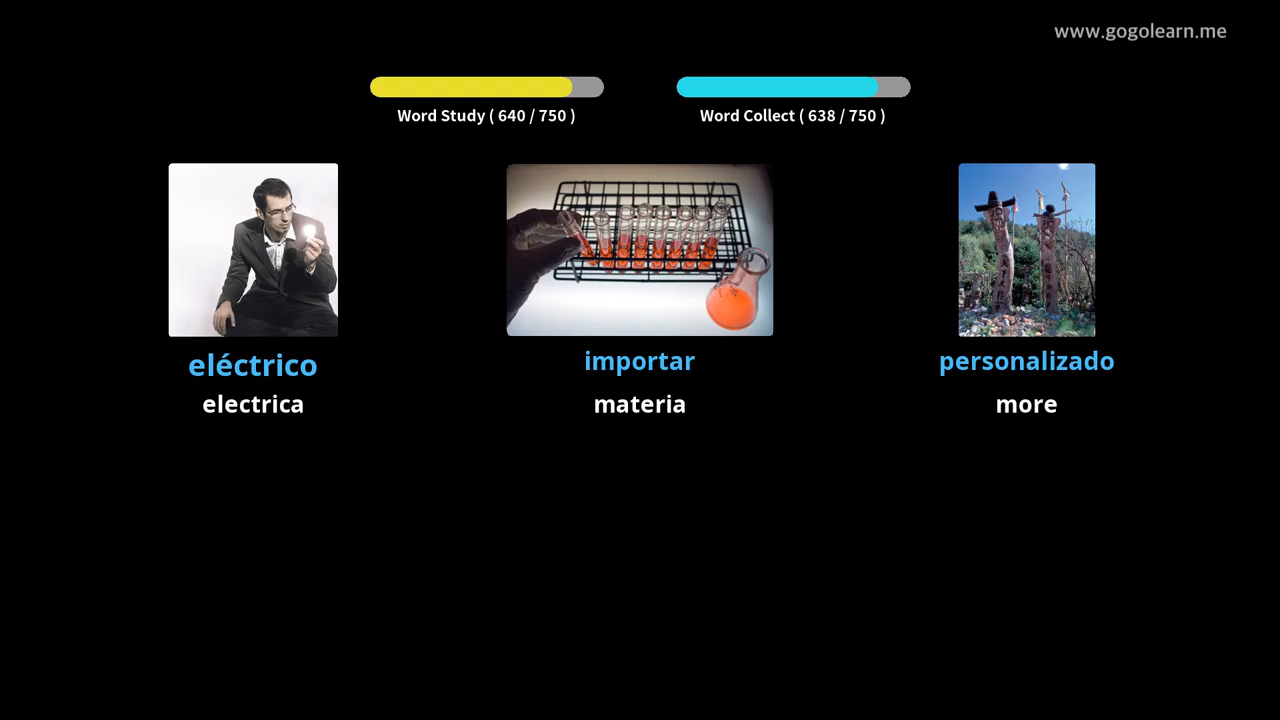 www.gogolearn.me
Word Study ( 640 / 750 )
Word Collect ( 638 / 750 )
eléctrico
importar
personalizado
electrica
materia
more